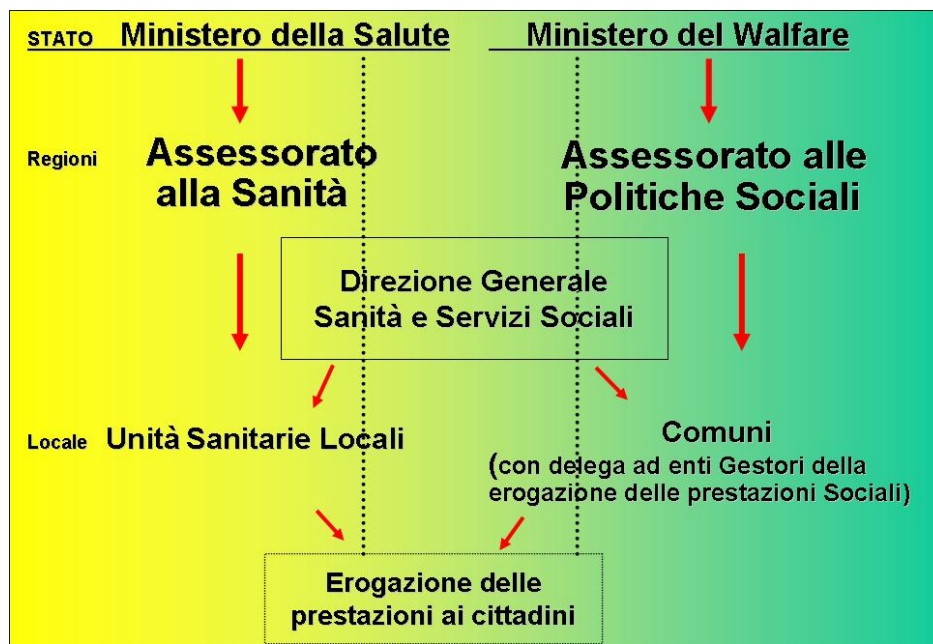 STATO Ministero della Salute Ministero del Walfare
Regioni
Assessorato
alla Sanità
Assessorato alle
Politiche Sociali
Direzione Generale
Sanità e Servizi Sociali
Locale Unità Sanitarie Locali
Comuni
(con delega ad enti Gestori della
erogazione delle prestazioni Sociali)
Erogazione delle
prestazioni ai cittadini